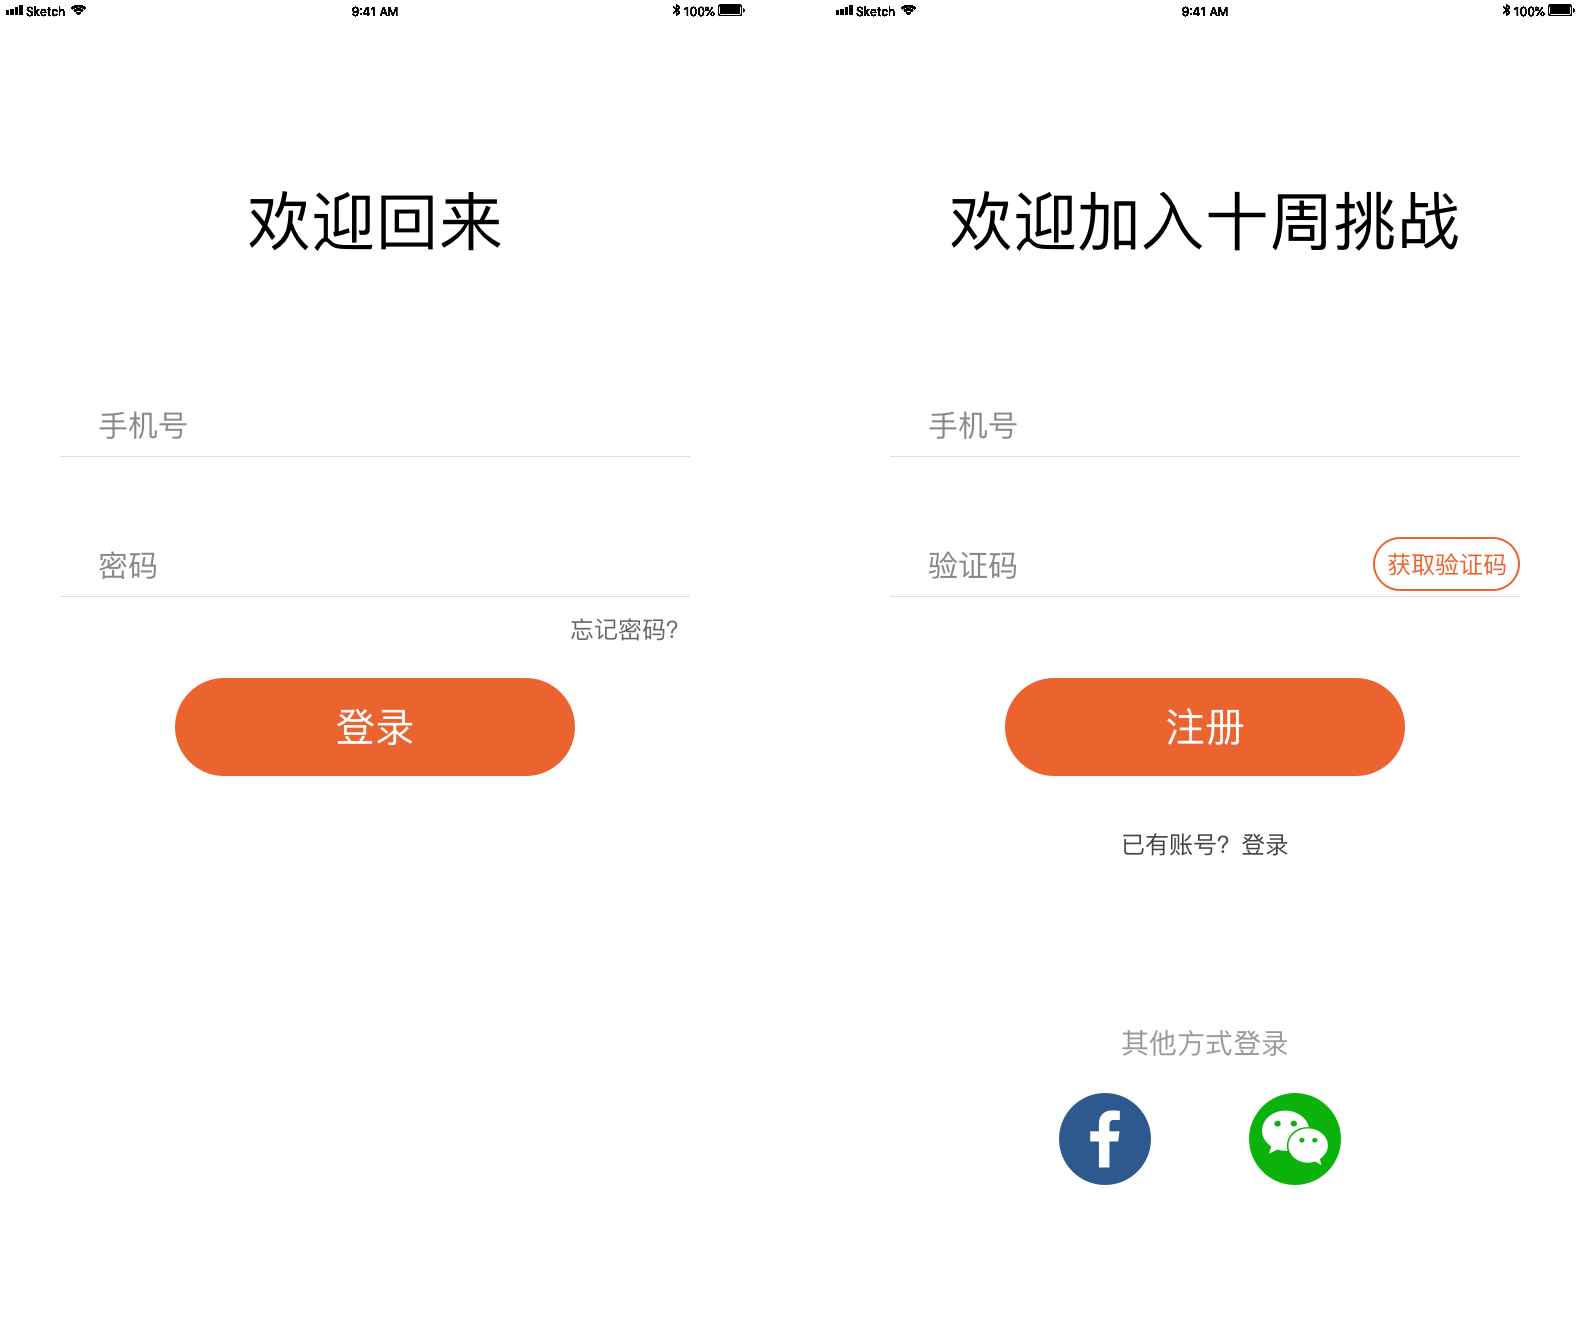 Sketch 9:41 AM 100%
欢迎回来
手机号
密码
忘记密码?
登录
Sketch 9:41 AM 100%
欢迎加入十周挑战
手机号
验证码 获取验证码
注册
已有账号? 登录
其他方式登录